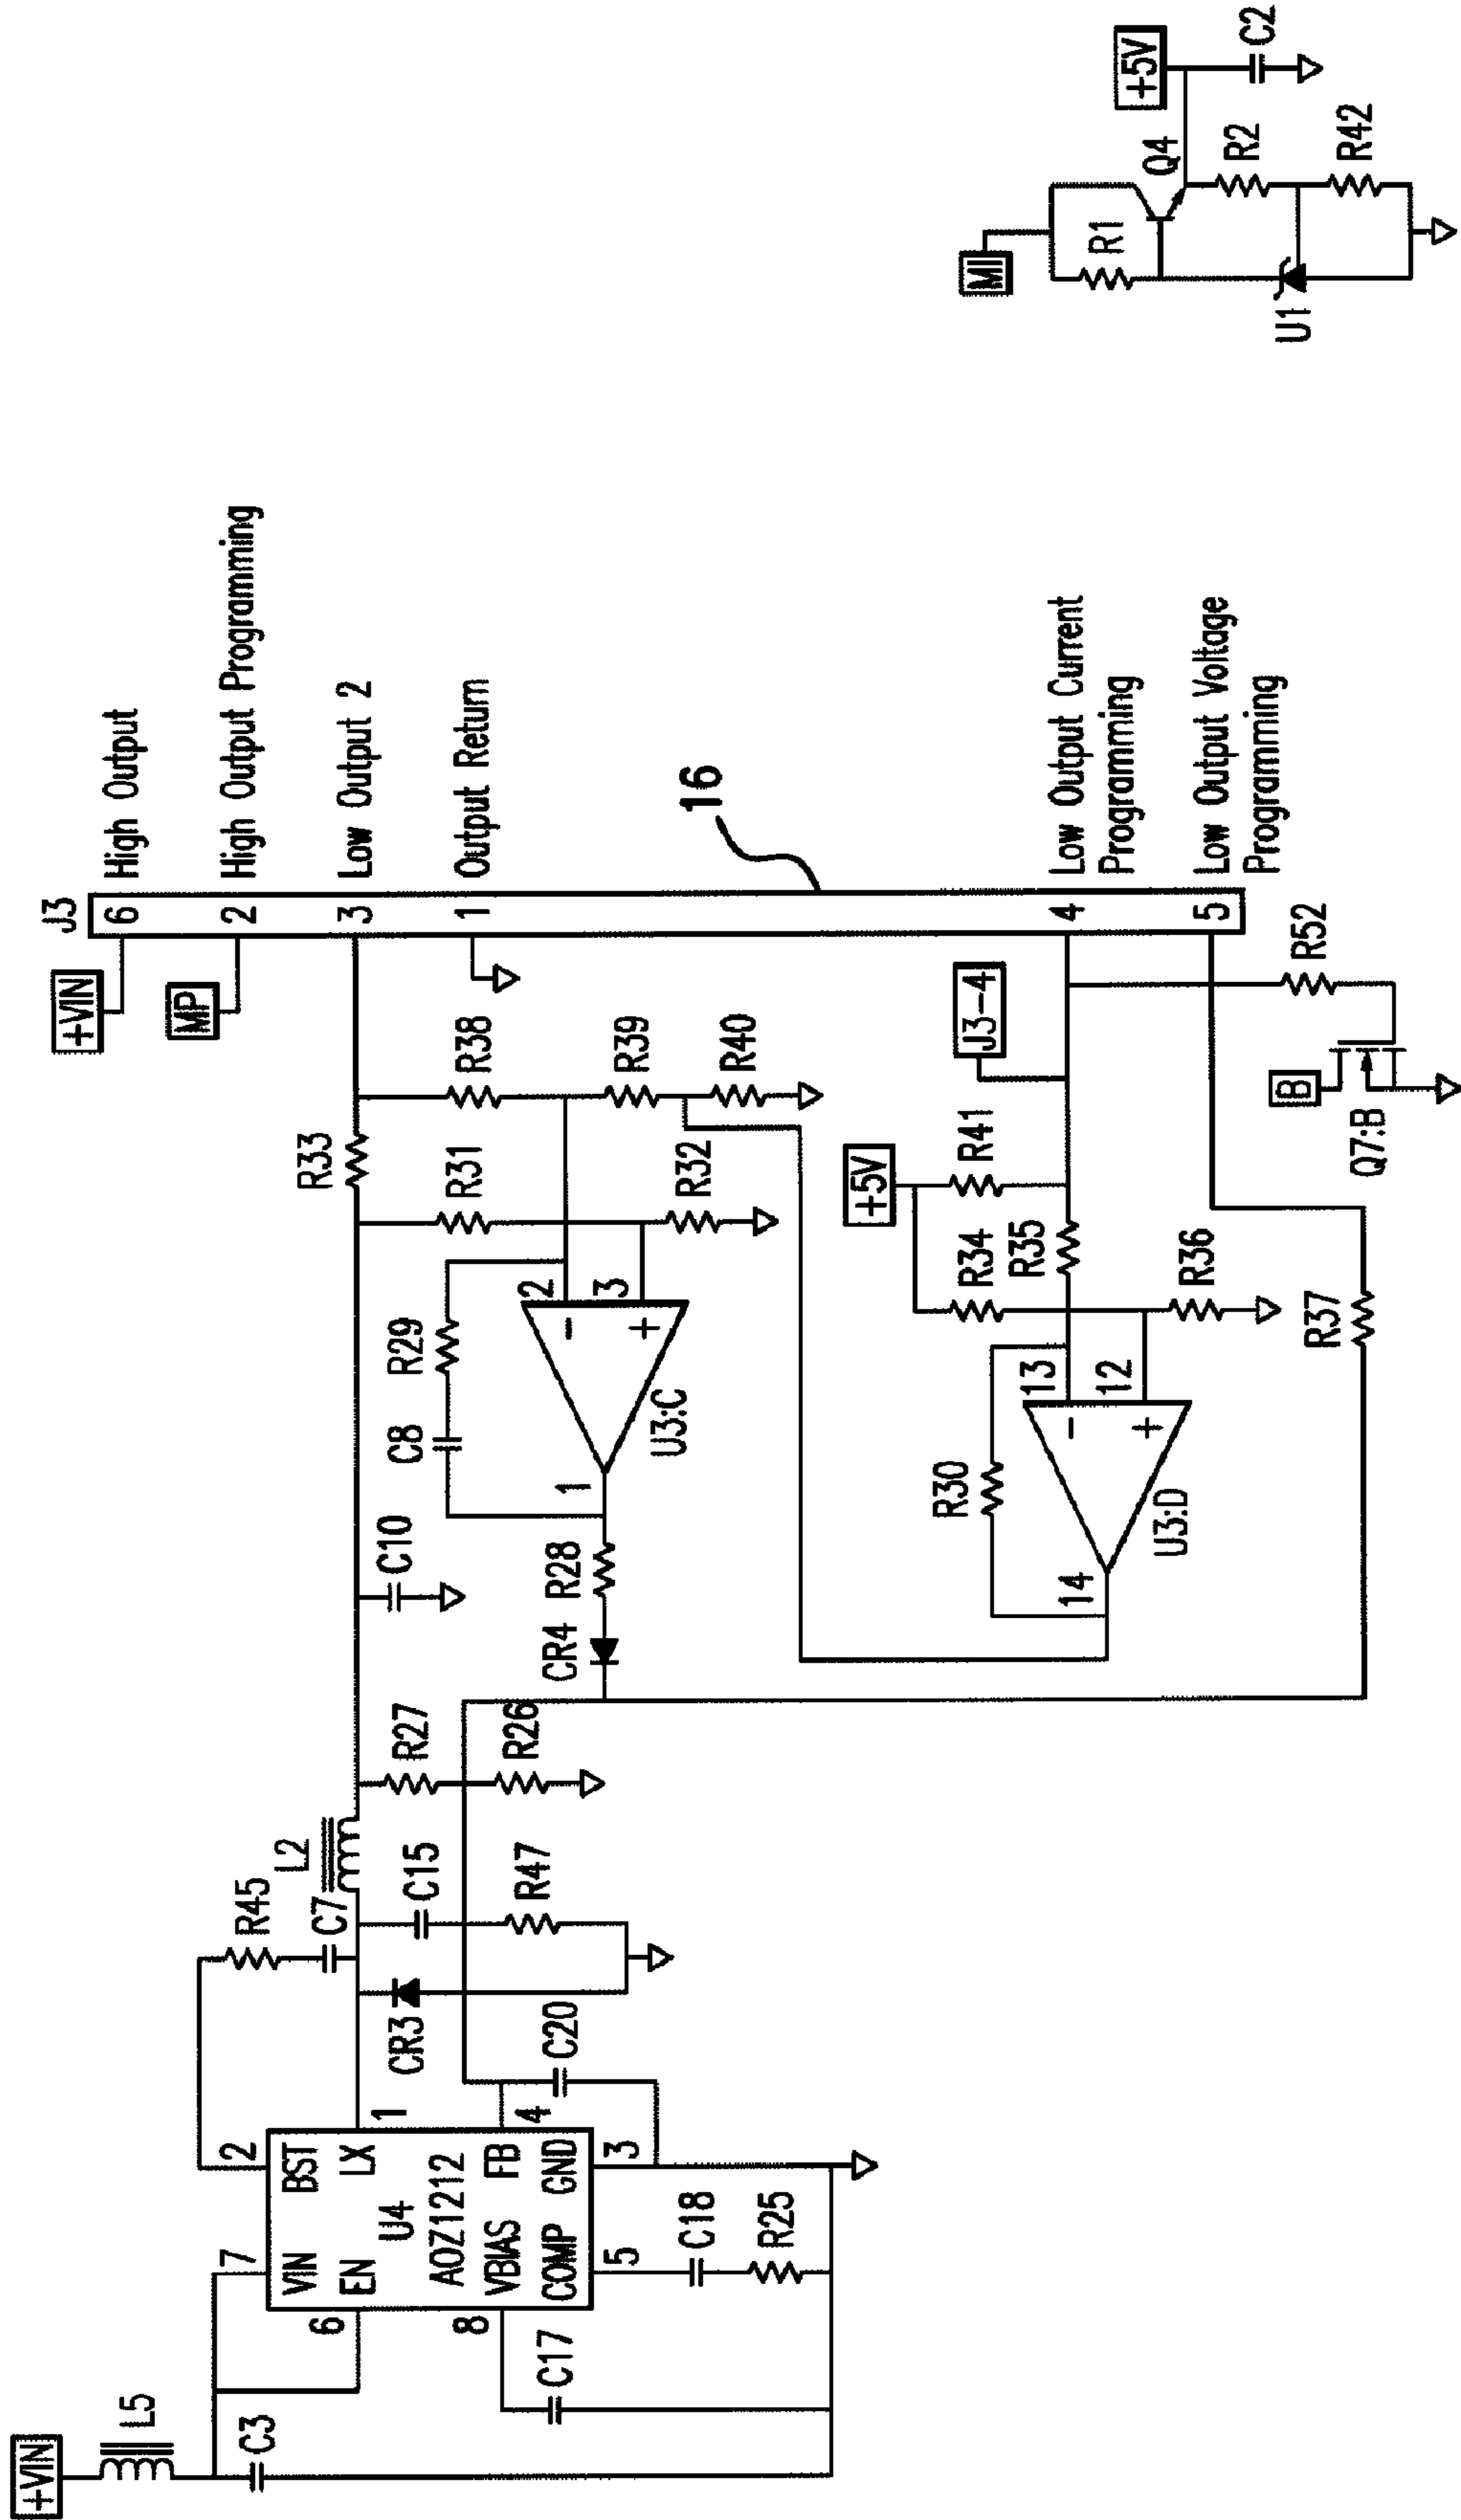 +VIN
L5
C3
7
2
VIN
BST
6
EN
LX
1
U4
AOZ1212
8
VBIAS
FB
4
COMP
GND
5
3
C17
C18
R25
C20
R45
C7
CR3
C15
R47
L2
R27
R26
C10
C8
R29
R31
R33
R38
CR4
R28
1
2
−
3
+
U3:C
R32
R39
R40
R30
14
13
−
12
+
U3:D
+5V
R34
R41
R35
R36
R37
J3-4
B
Q7:B
R52
+VIN
MP
J3
6
High Output
2
High Output Programming
3
Low Output 2
1
Output Return
16
4
Low Output Current
Programming
5
Low Output Voltage
Programming
MI
R1
Q4
+5V
U1
R2
C2
R42